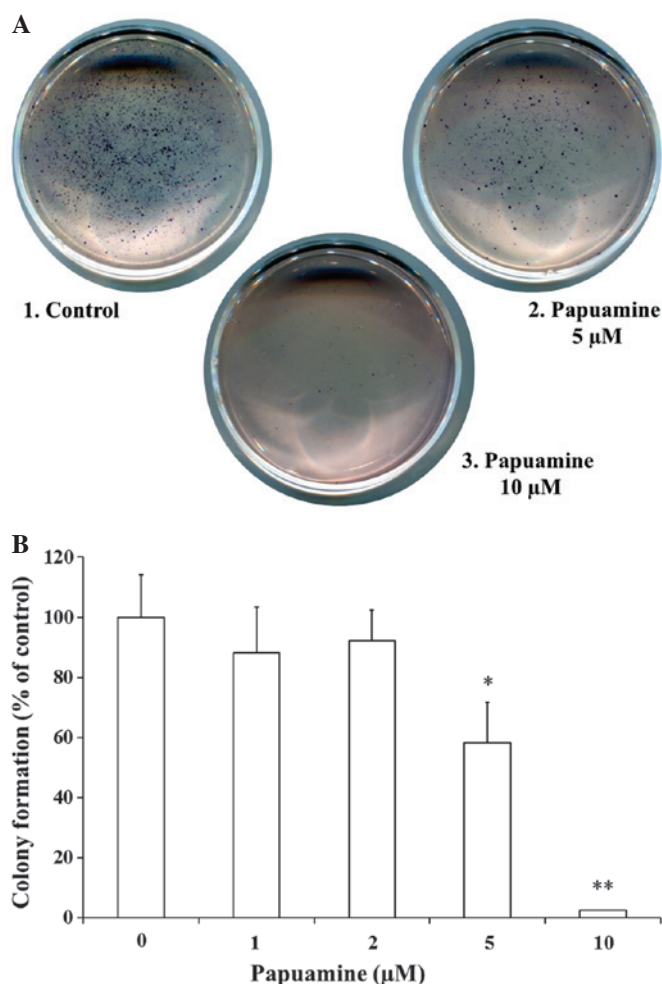 A
1. Control
2. Papuamine
5 µM
3. Papuamine
10 µM
B
Colony formation (% of control)
120
100
80
60
40
20
0
*
**
0 1 2 5 10
Papuamine (µM)